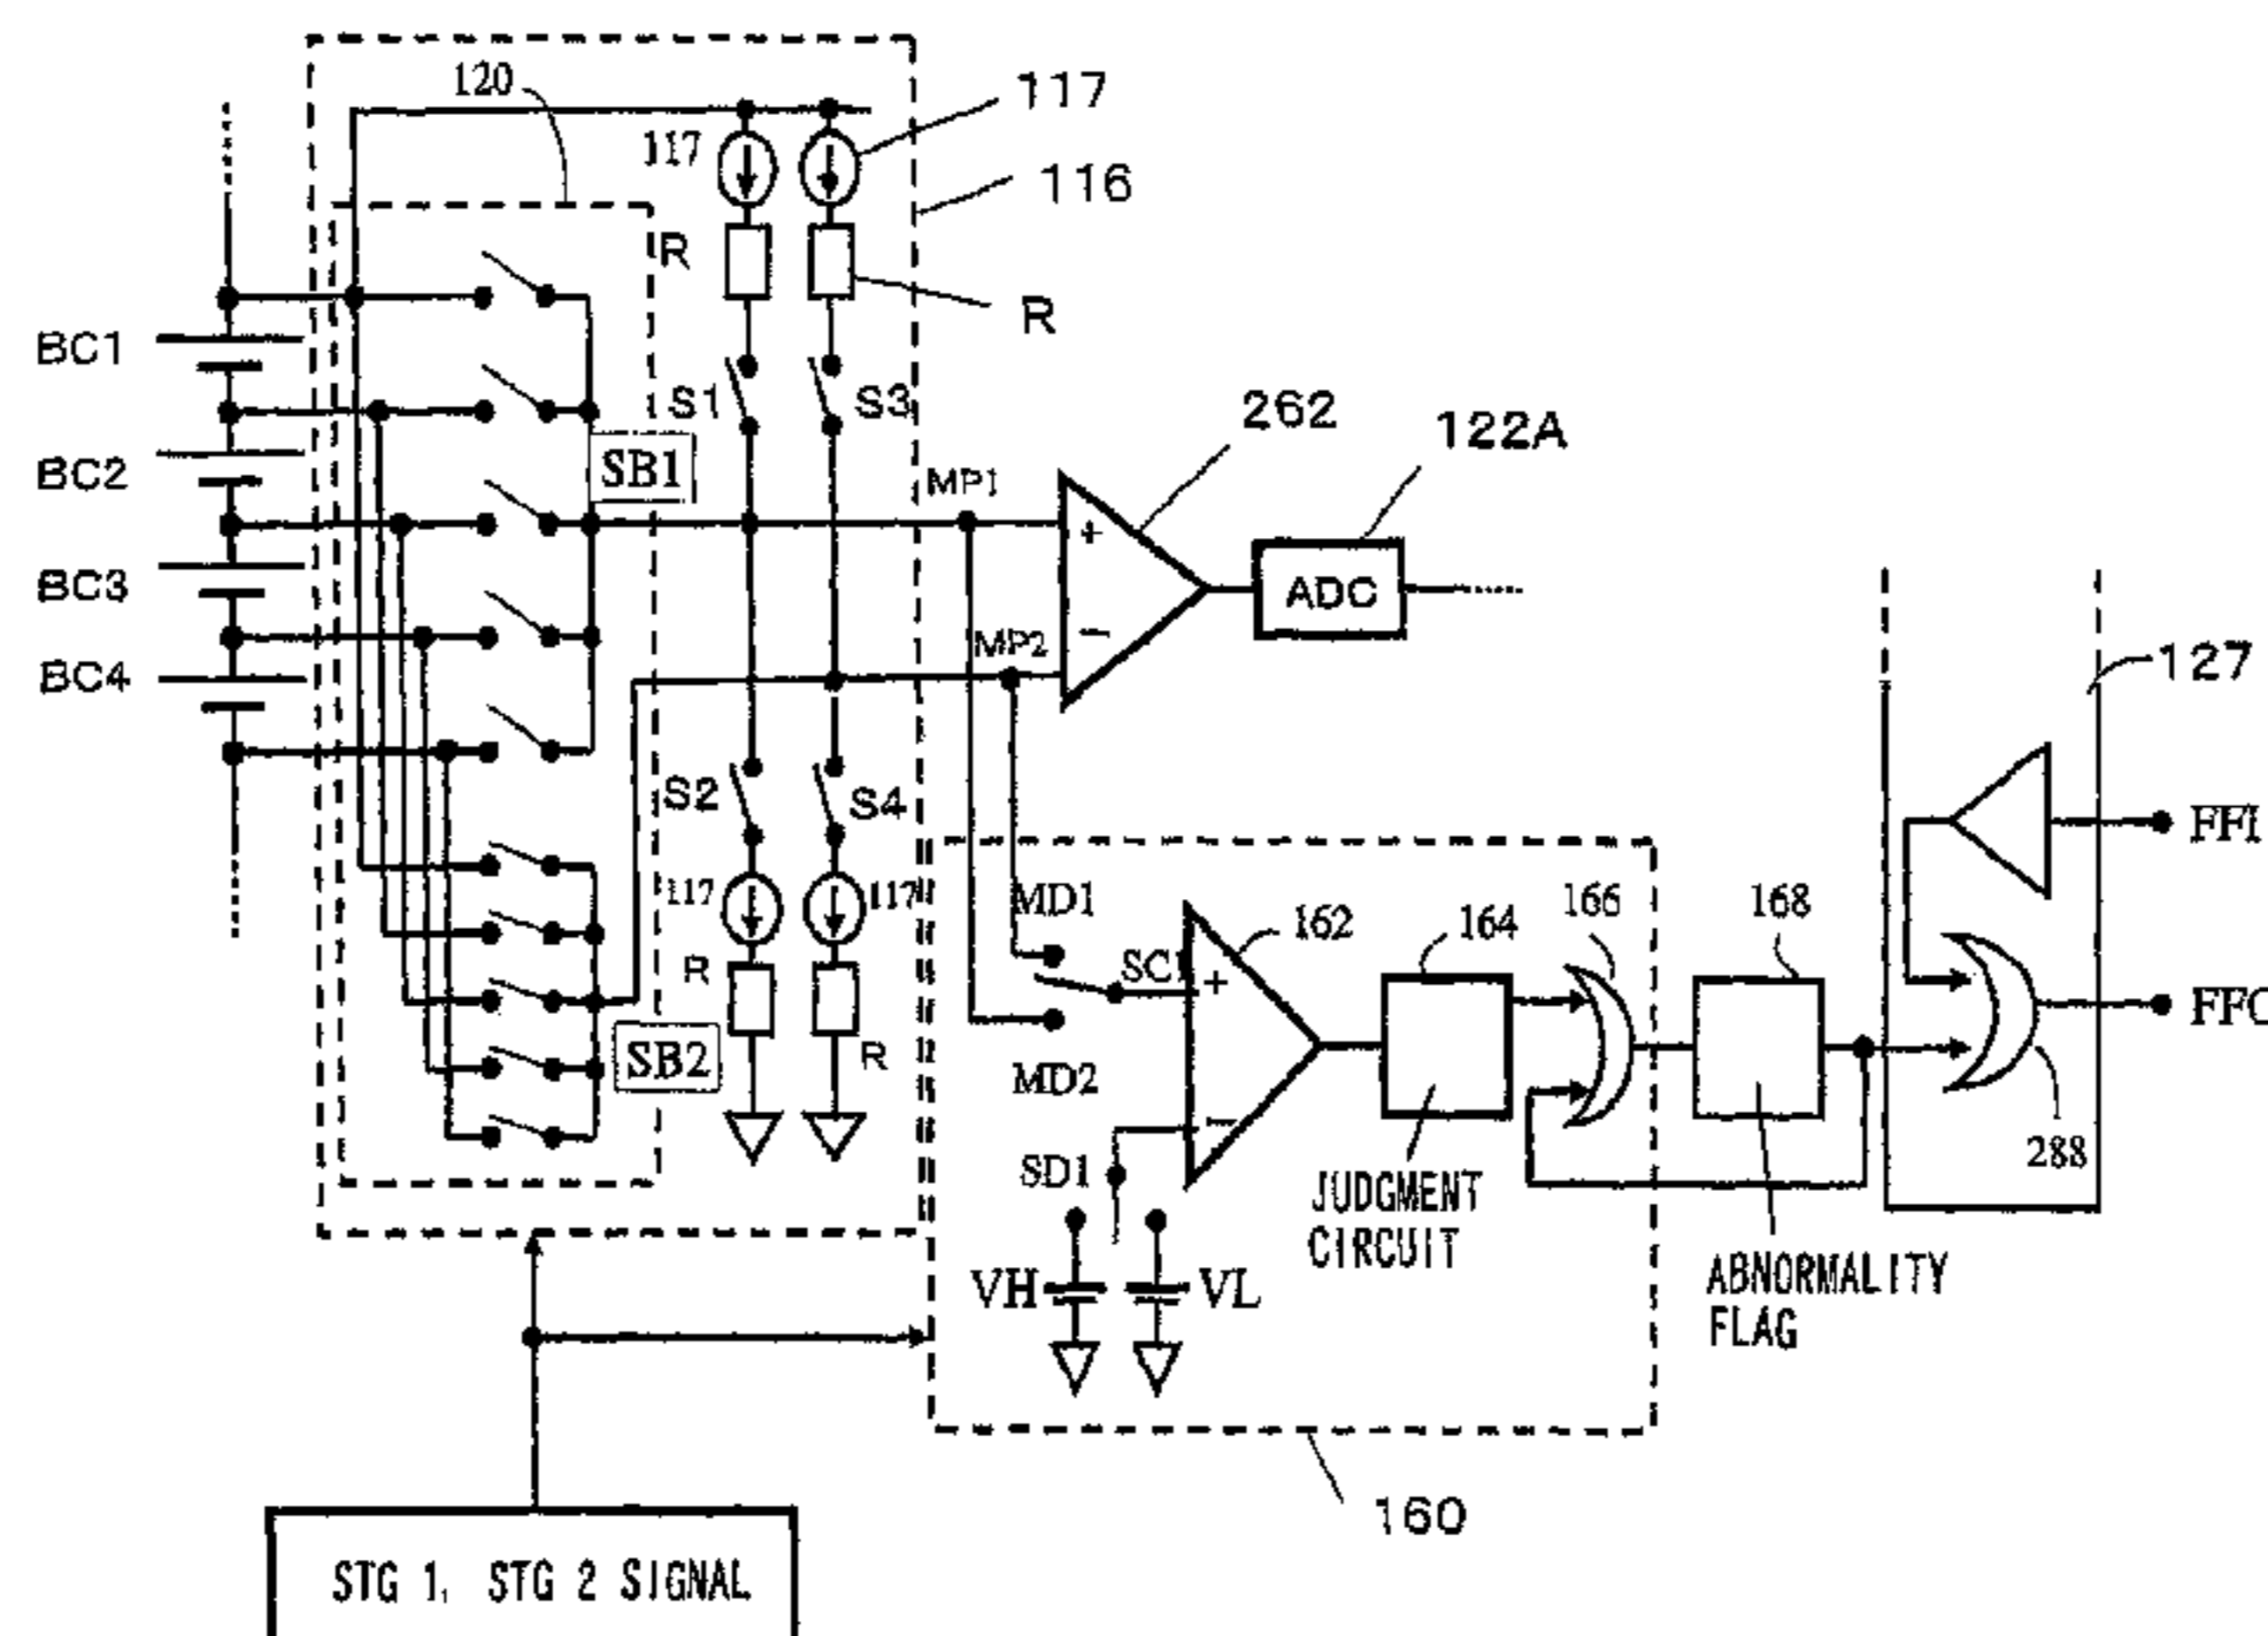 120
117
117
116
R
R
BC1
S1
S3
262
122A
BC2
SB1
MP1
+
ADC
BC3
−
MP2
127
BC4
S2
S4
FFI
117
117
MD1
162
164
166
168
R
SC1
+
SB2
R
MD2
−
288
SD1
JUDGMENT
CIRCUIT
VH
VL
ABNORMALITY
FLAG
160
STG 1, STG 2 SIGNAL